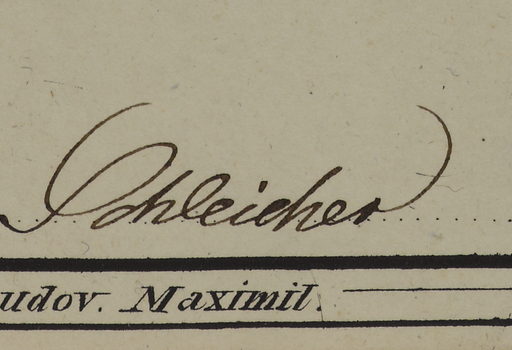 (Schleicher)
udov. Maximil.